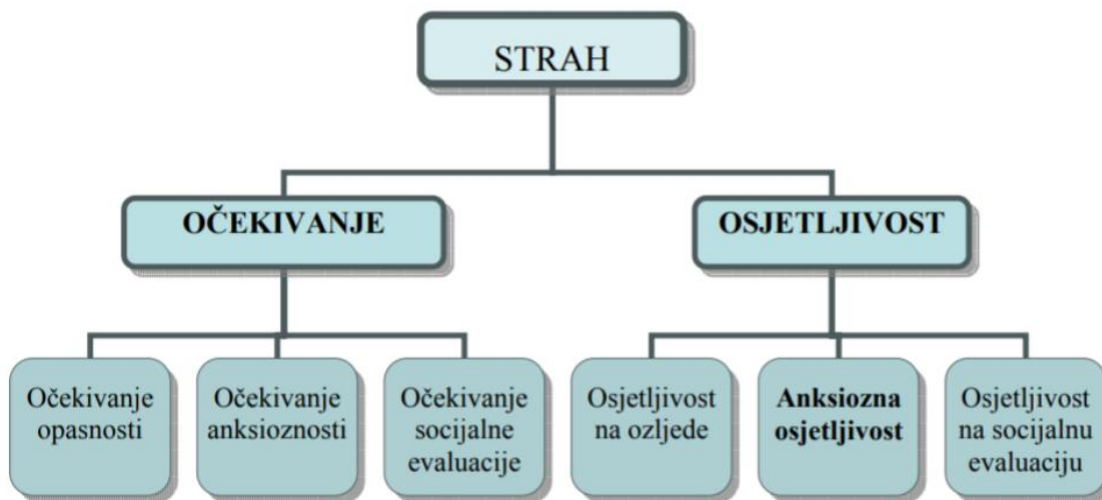 STRAH
OČEKIVANJE
OSJETLJIVOST
Očekivanje
opasnosti
Očekivanje
anksioznosti
Očekivanje
socijalne
evaluacije
Osjetljivost
na ozljede
Anksiozna
osjetljivost
Osjetljivost
na socijalnu
evaluaciju